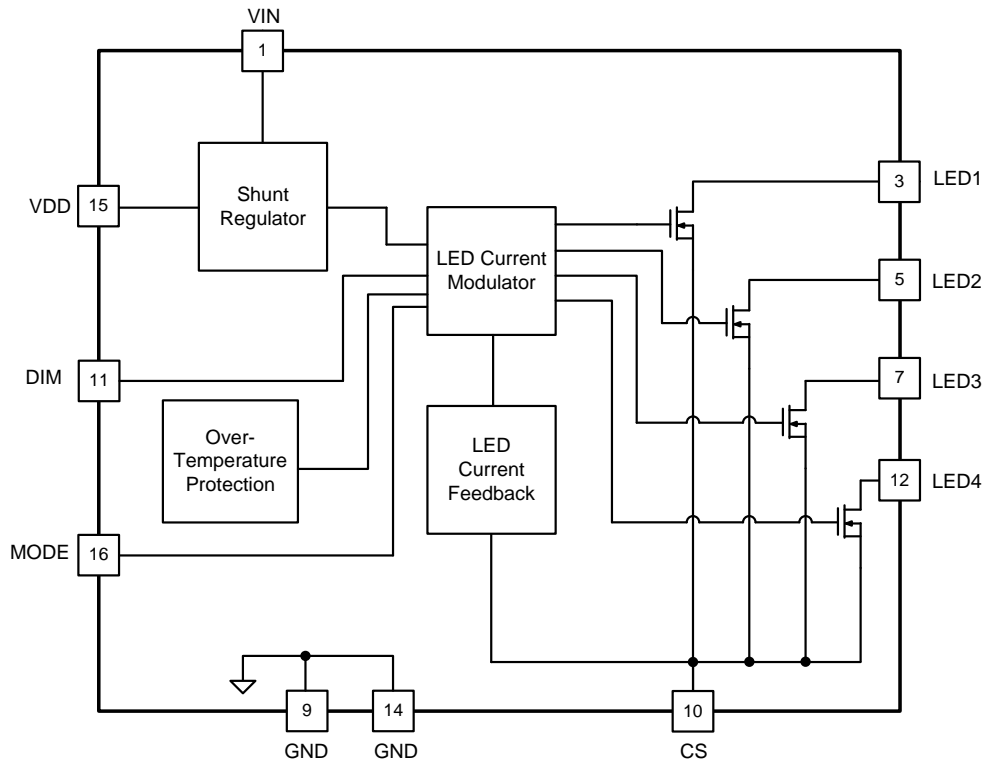 VIN
1
Shunt
Regulator
VDD
15
3
LED1
LED Current
Modulator
5
LED2
DIM
11
7
LED3
Over-
Temperature
Protection
LED
Current
Feedback
12
LED4
MODE
16
9
14
10
GND
GND
CS